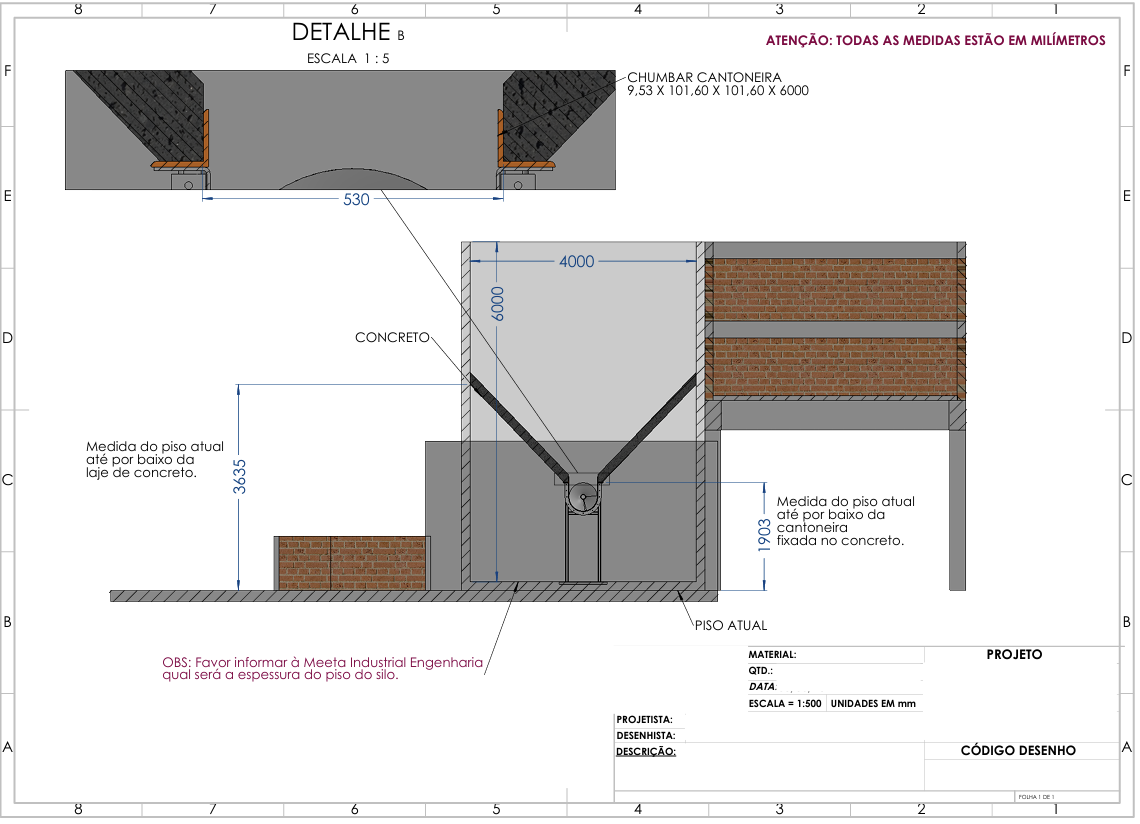 8 7 6 5 4 3 2 1
DETALHE B
ESCALA 1 : 5
ATENÇÃO: TODAS AS MEDIDAS ESTÃO EM MILÍMETROS
F
F
CHUMBAR CANTONEIRA
9,53 X 101,60 X 101,60 X 6000
E
E
530
4000
6000
D
D
CONCRETO
Medida do piso atual
até por baixo da
laje de concreto.
3635
C
C
Medida do piso atual
até por baixo da
cantoneira
fixada no concreto.
1903
B
B
PISO ATUAL
OBS: Favor informar à Meeta Industrial Engenharia
qual será a espessura do piso do silo.
MATERIAL:
PROJETO
QTD.:
DATA:
ESCALA = 1:500 UNIDADES EM mm
PROJETISTA:
DESENHISTA:
DESCRIÇÃO:
CÓDIGO DESENHO
A
A
FOLHA 1 DE 1
8 7 6 5 4 3 2 1